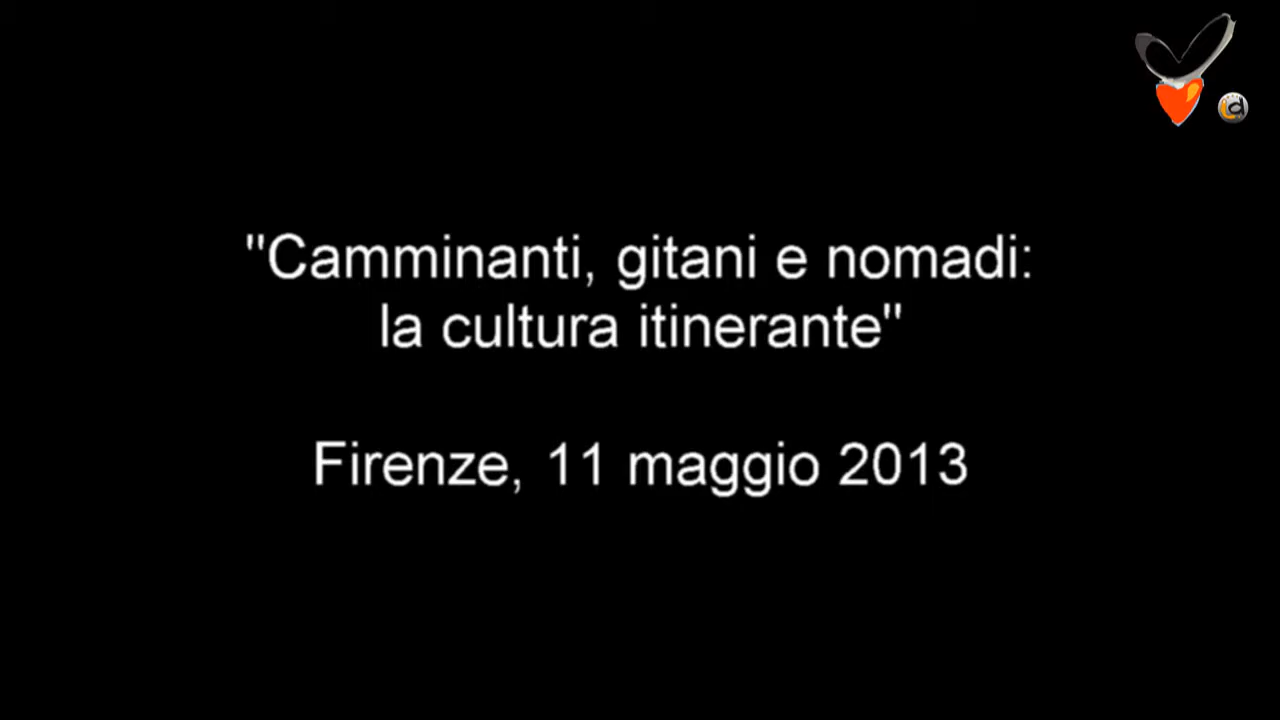 "Camminanti, gitani e nomadi:
la cultura itinerante"
Firenze, 11 maggio 2013